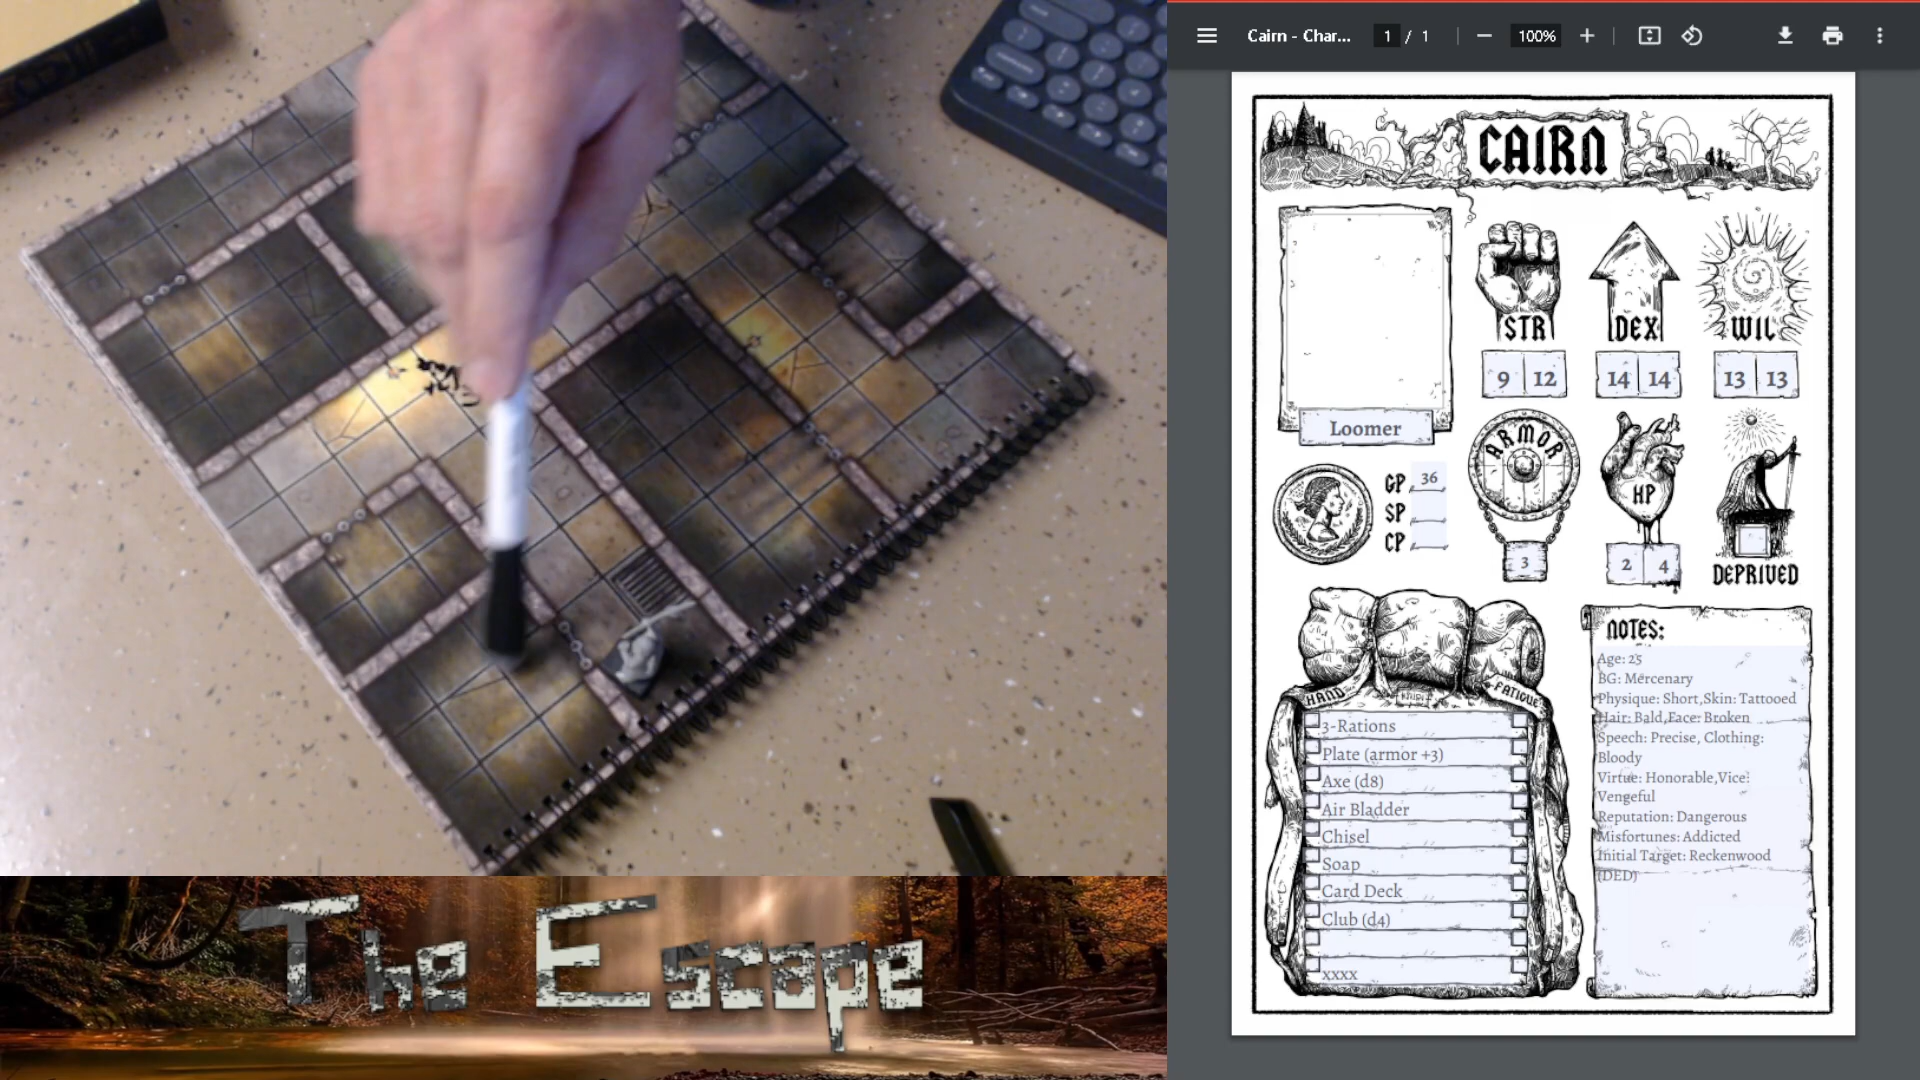 Cairn - Char...
1 / 1
100%
CAIRN
STR
DEX
WIL
9 12
14 14
13 13
Loomer
ARMOR
GP 36
SP
CP
HP
3
2 4
DEPRIVED
NOTES:
Age: 25
BG: Mercenary
Physique: Short,Skin: Tattooed
Hair: Bald,Face: Broken
Speech: Precise, Clothing:
Bloody
Virtue: Honorable,Vice:
Vengeful
Reputation: Dangerous
Misfortunes: Addicted
Initial Target: Reckenwood
(DED)
HAND
FATIGUE
3-Rations
Plate (armor +3)
Axe (d8)
Air Bladder
Chisel
Soap
Card Deck
Club (d4)
xxxx
The Escape